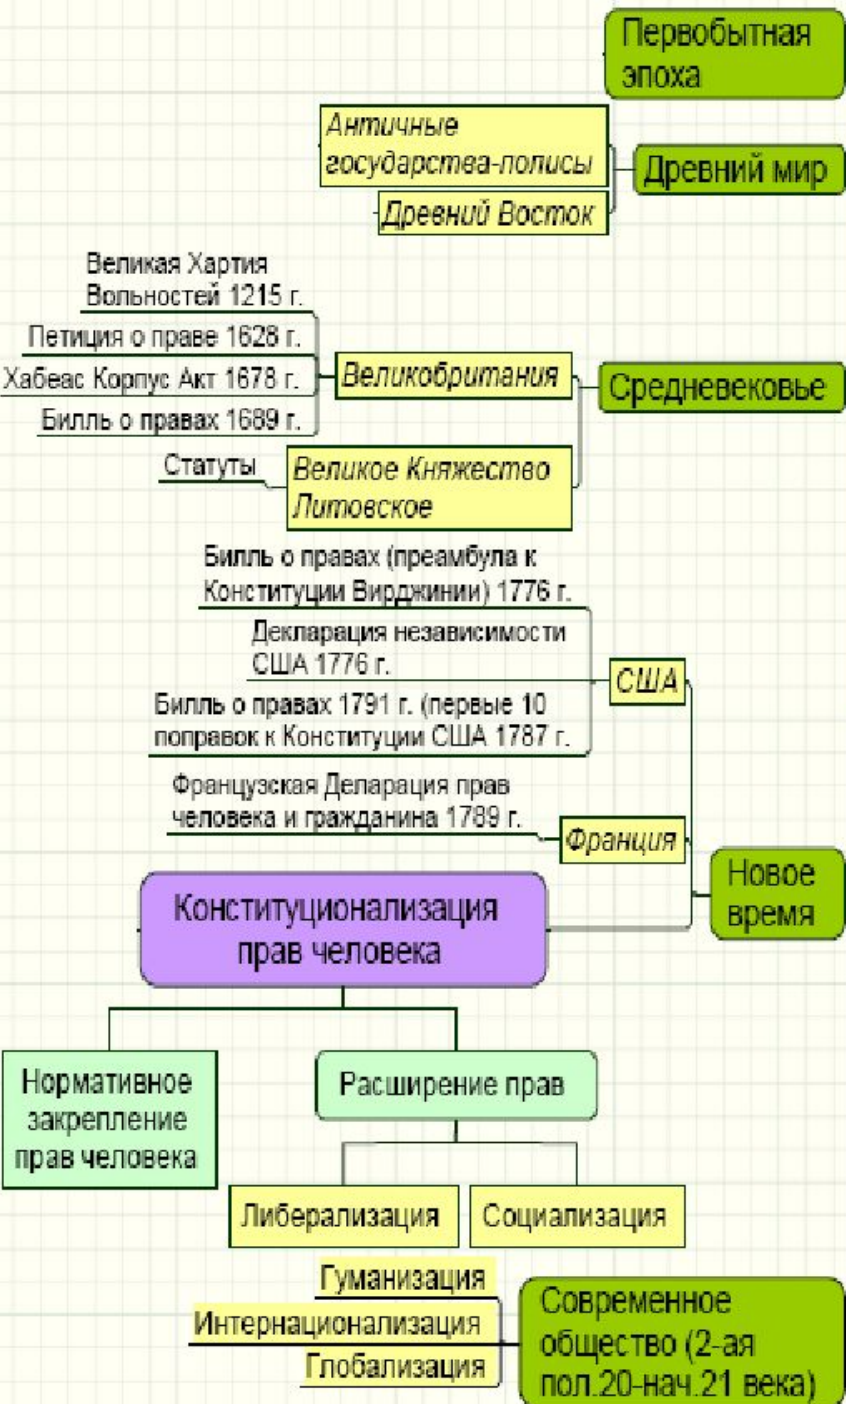 Первобытная
эпоха
Античные
государства-полисы
Древний мир
Древний Восток
Великая Хартия
Вольностей 1215 г.
Петиция о праве 1628 г.
Хабеас Корпус Акт 1678 г.
Билль о правах 1689 г.
Великобритания
Средневековье
Статуты
Великое Княжество
Литовское
Билль о правах (преамбула к
Конституции Вирджинии) 1776 г.
Декларация независимости
США 1776 г.
Билль о правах 1791 г. (первые 10
поправок к Конституции США 1787 г.
США
Французская Деларация прав
человека и гражданина 1789 г.
Франция
Новое
время
Конституционализация
прав человека
Нормативное
закрепление
прав человека
Расширение прав
Либерализация
Социализация
Гуманизация
Интернационализация
Глобализация
Современное
общество (2-ая
пол.20-нач.21 века)